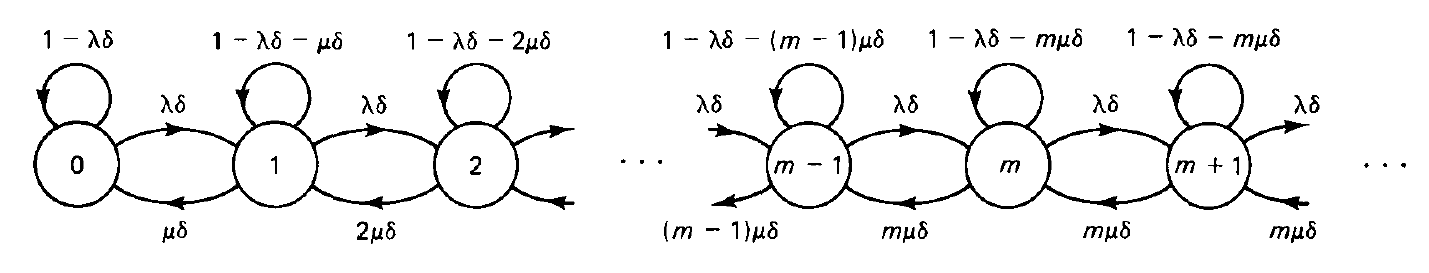 1 − λδ 1 − λδ − μδ 1 − λδ − 2μδ 1 − λδ − (m − 1)μδ 1 − λδ − mμδ 1 − λδ − mμδ
λδ λδ λδ λδ λδ λδ
0 1 2 · · · m − 1 m m + 1 · · ·
μδ 2μδ (m − 1)μδ mμδ mμδ mμδ